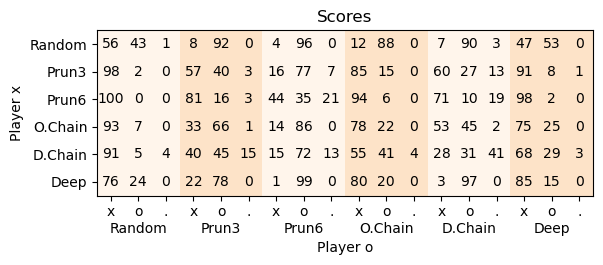 Scores
Player x
Random 56 43 1 8 92 0 4 96 0 12 88 0 7 90 3 47 53 0
Prun3 98 2 0 57 40 3 16 77 7 85 15 0 60 27 13 91 8 1
Prun6 100 0 0 81 16 3 44 35 21 94 6 0 71 10 19 98 2 0
O.Chain 93 7 0 33 66 1 14 86 0 78 22 0 53 45 2 75 25 0
D.Chain 91 5 4 40 45 15 15 72 13 55 41 4 28 31 41 68 29 3
Deep 76 24 0 22 78 0 1 99 0 80 20 0 3 97 0 85 15 0
x o . x o . x o . x o . x o . x o .
Random Prun3 Prun6 O.Chain D.Chain Deep
Player o